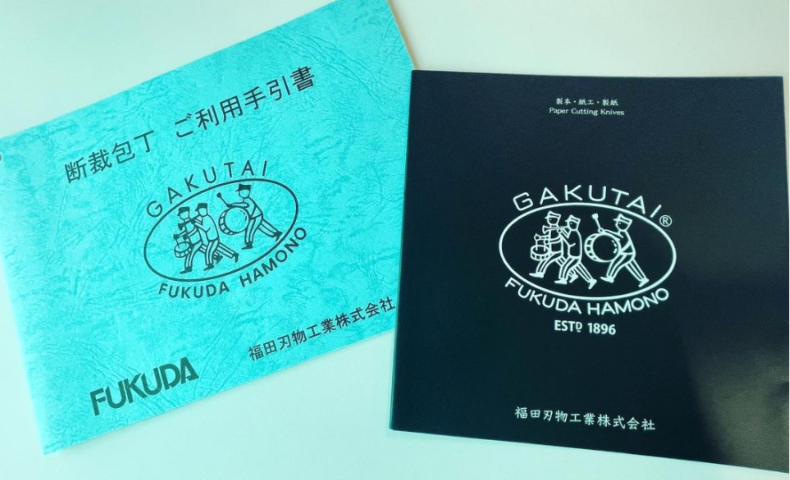 断裁包丁 ご利用手引書
GAKUTAI
FUKUDA HAMONO
福田刃物工業株式会社
FUKUDA
製本・紙工・製紙
Paper Cutting Knives
GAKUTAI®
FUKUDA HAMONO
ESTD 1896
福田刃物工業株式会社